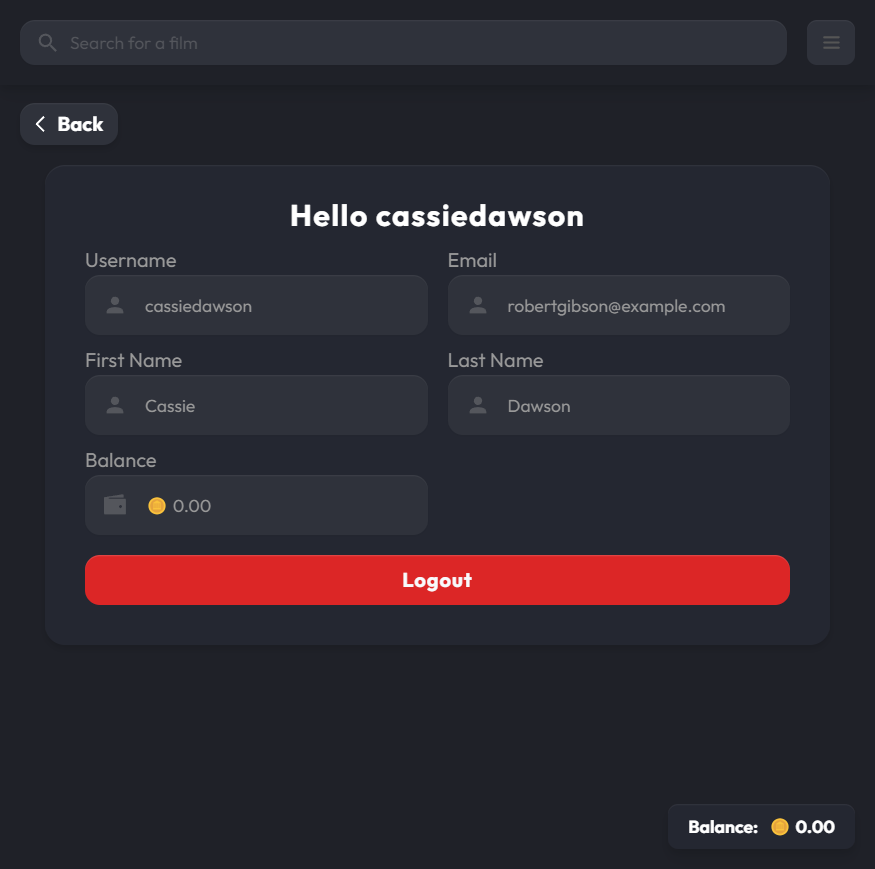 Search for a film
Back
Hello cassiedawson
Username
Email
cassiedawson
robertgibson@example.com
First Name
Last Name
Cassie
Dawson
Balance
0.00
Logout
Balance: 0.00